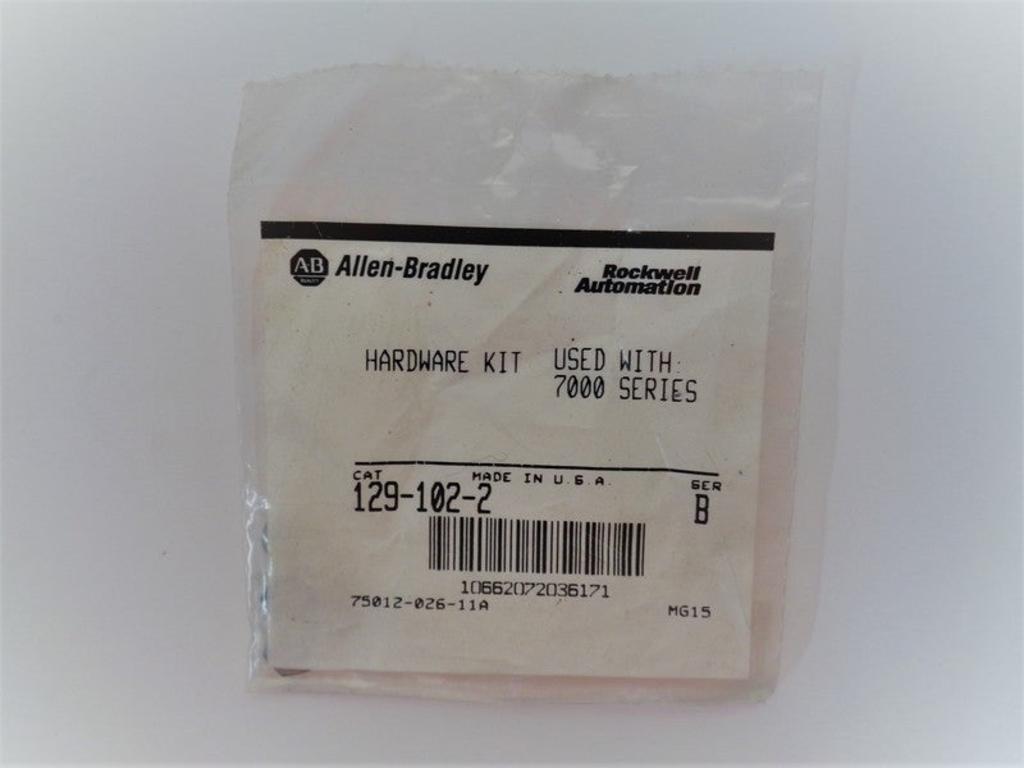 AB Allen-Bradley
Rockwell
Automation
HARDWARE KIT USED WITH:
7000 SERIES
CAT MADE IN U.S.A. SER
129-102-2 B
10662072036171
75012-026-11A MG15